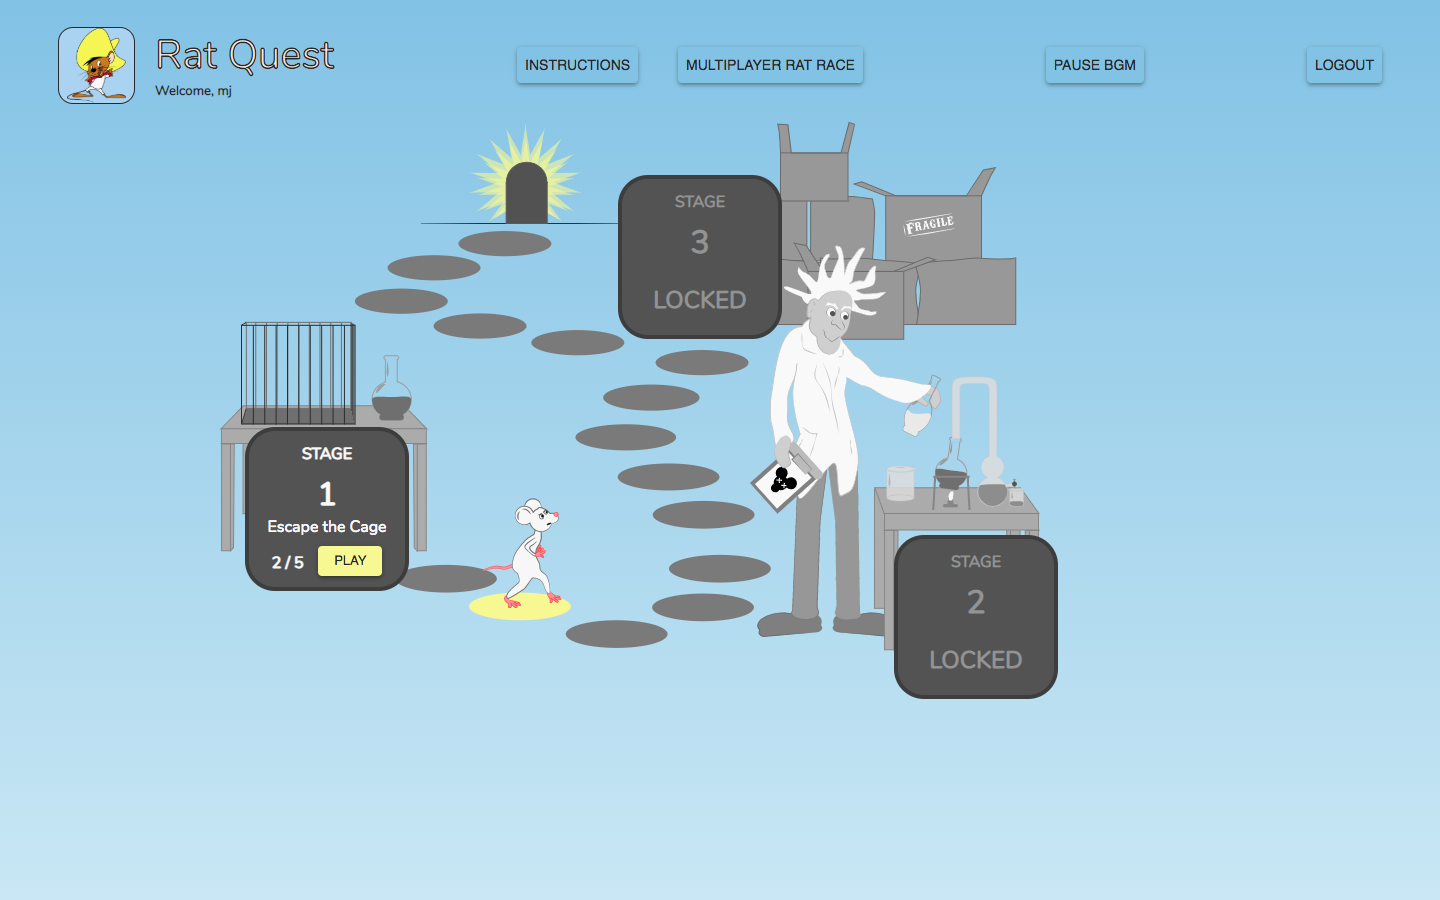 Rat Quest
Welcome, mj
INSTRUCTIONS
MULTIPLAYER RAT RACE
PAUSE BGM
LOGOUT
STAGE
3
LOCKED
FRAGILE
STAGE
1
Escape the Cage
2 / 5
PLAY
STAGE
2
LOCKED